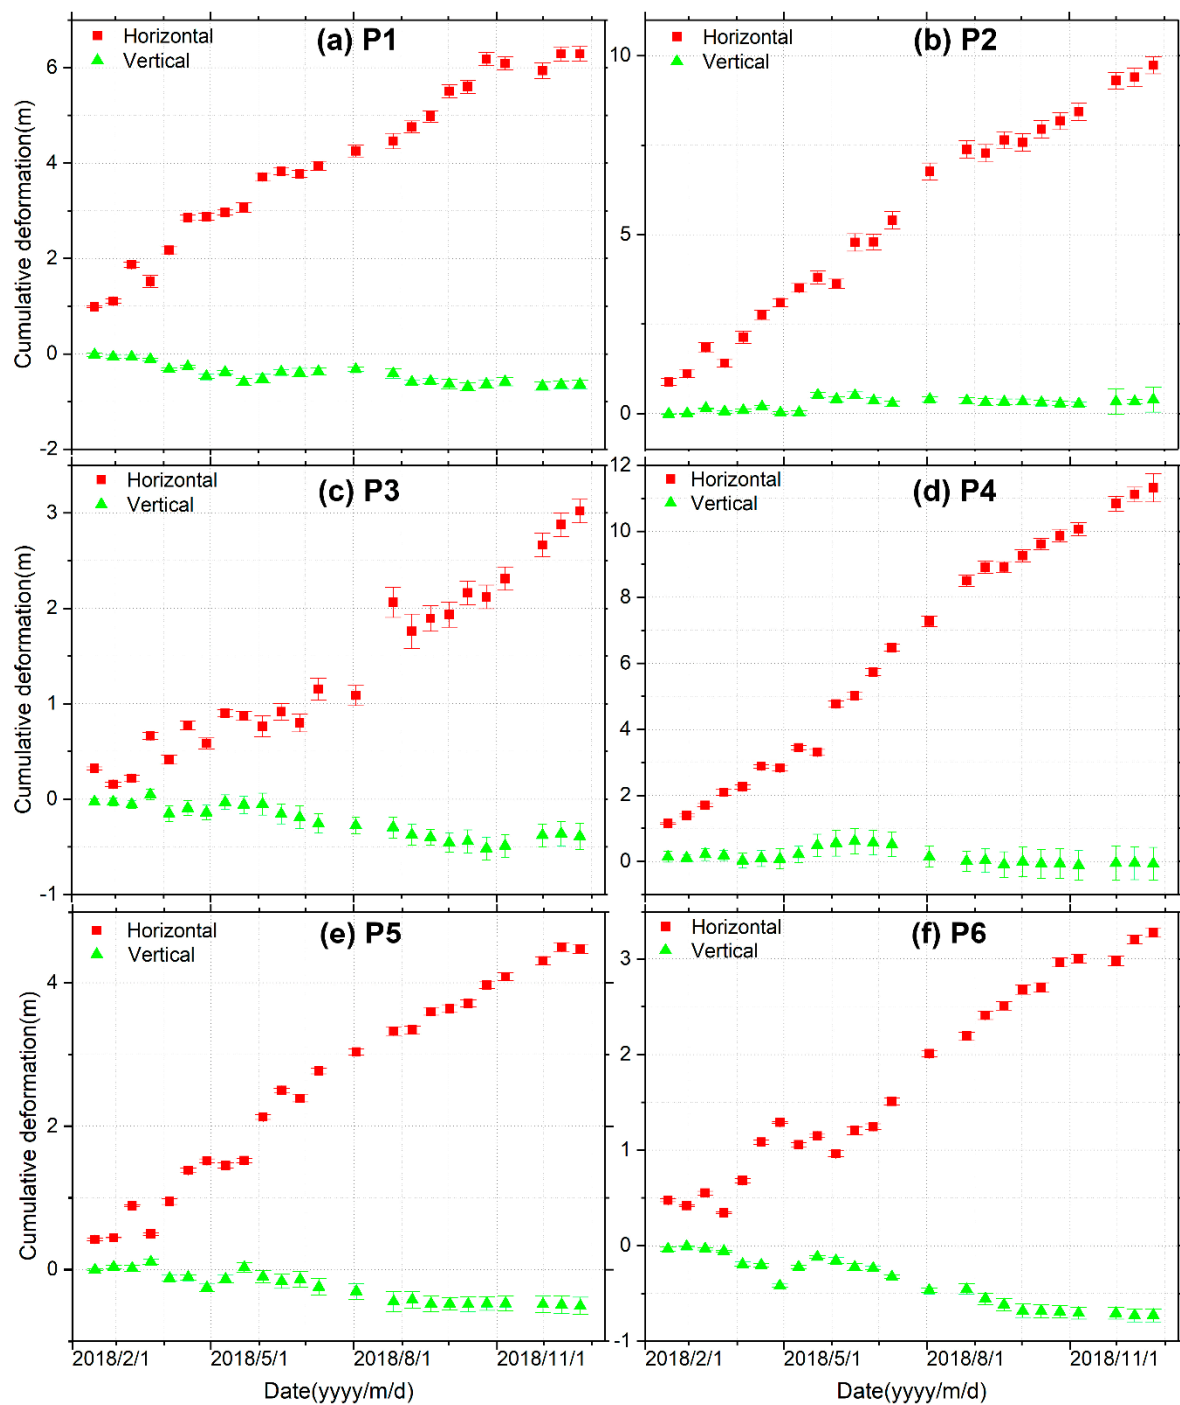 (a) P1
Horizontal
Vertical
6
4
2
0
-2
Cumulative deformation(m)
(b) P2
Horizontal
Vertical
10
5
0
(c) P3
Horizontal
Vertical
3
2
1
0
-1
Cumulative deformation(m)
(d) P4
Horizontal
Vertical
12
10
8
6
4
2
0
(e) P5
Horizontal
Vertical
4
2
0
Cumulative deformation(m)
2018/2/1 2018/5/1 2018/8/1 2018/11/1
Date(yyyy/m/d)
(f) P6
Horizontal
Vertical
3
2
1
0
-1
2018/2/1 2018/5/1 2018/8/1 2018/11/1
Date(yyyy/m/d)